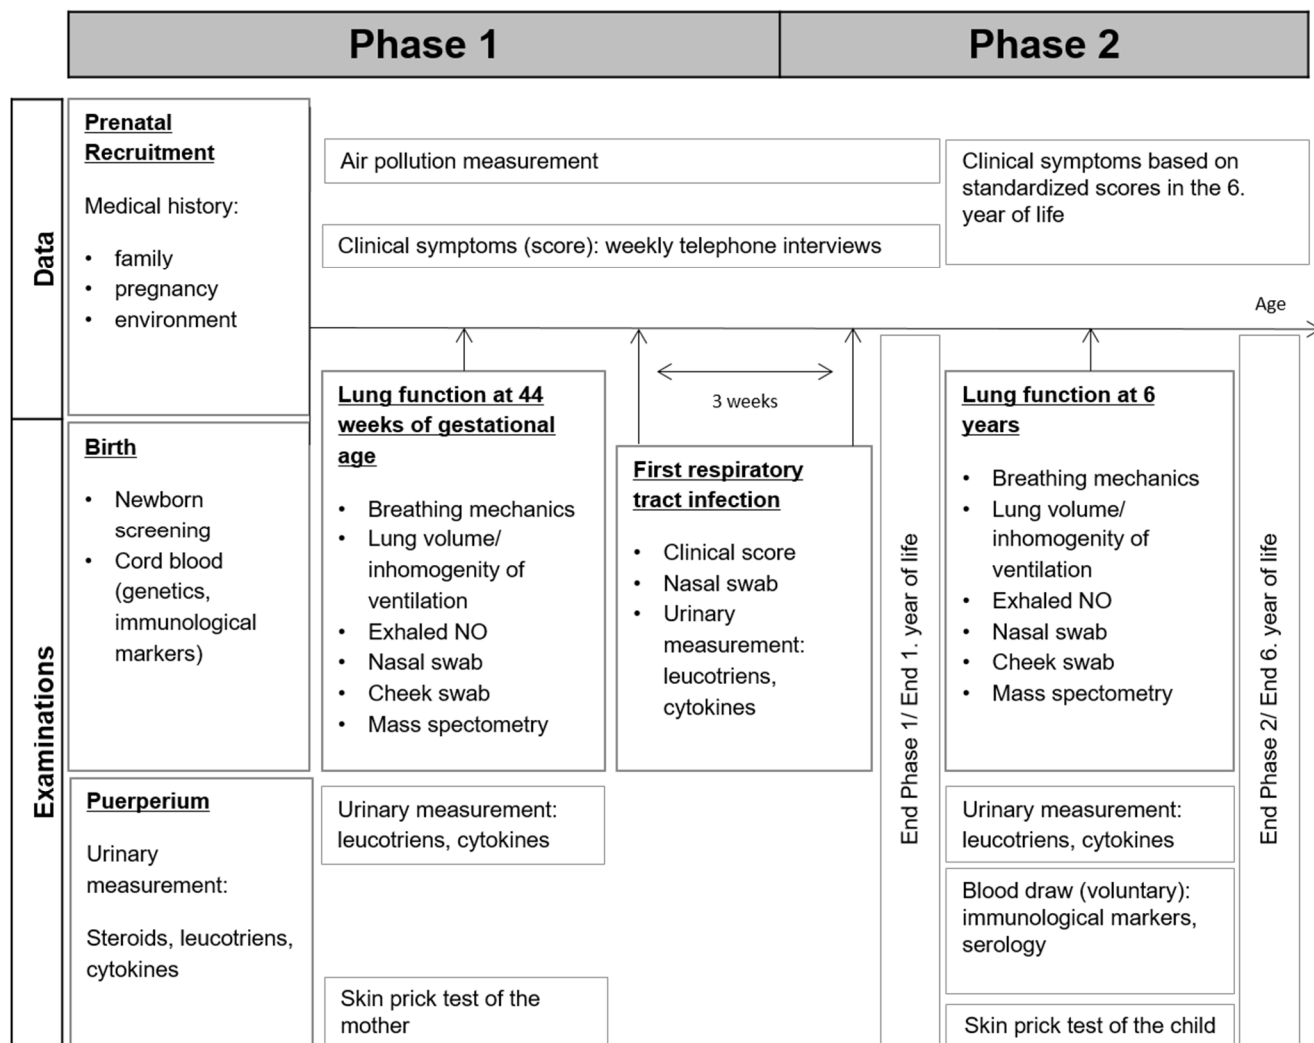 Phase 1
Phase 2
Data
Prenatal
Recruitment
Medical history:
• family
• pregnancy
• environment
Air pollution measurement
Clinical symptoms (score): weekly telephone interviews
Clinical symptoms based on
standardized scores in the 6.
year of life
Age
3 weeks
Examinations
Birth
• Newborn
screening
• Cord blood
(genetics,
immunological
markers)
Puerperium
Urinary
measurement:
Steroids, leucotriens,
cytokines
Lung function at 44
weeks of gestational
age
• Breathing mechanics
• Lung volume/
inhomogenity of
ventilation
• Exhaled NO
• Nasal swab
• Cheek swab
• Mass spectometry
Urinary measurement:
leucotriens, cytokines
Skin prick test of the
mother
First respiratory
tract infection
• Clinical score
• Nasal swab
• Urinary
measurement:
leucotriens,
cytokines
End Phase 1/ End 1. year of life
Lung function at 6
years
• Breathing mechanics
• Lung volume/
inhomogenity of
ventilation
• Exhaled NO
• Nasal swab
• Cheek swab
• Mass spectometry
Urinary measurement:
leucotriens, cytokines
Blood draw (voluntary):
immunological markers,
serology
Skin prick test of the child
End Phase 2/ End 6. year of life